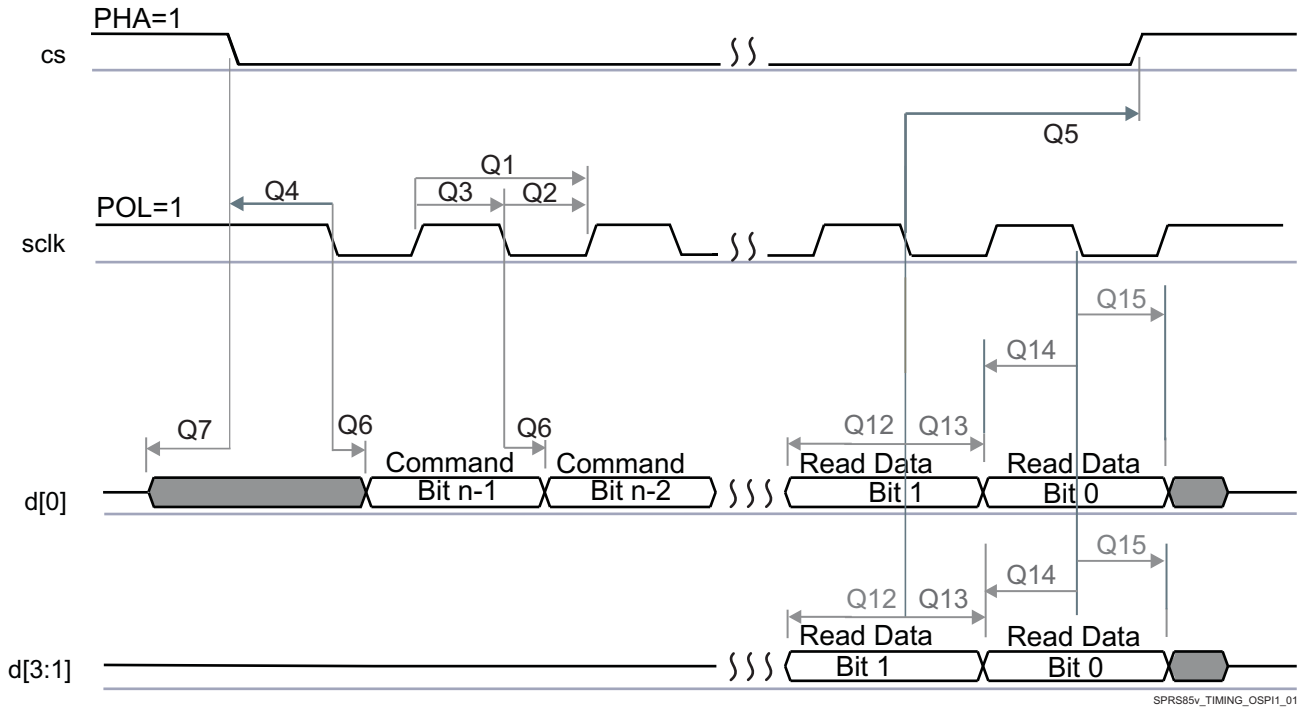 PHA=1
cs
Q5
Q1
Q4
Q3
Q2
POL=1
sclk
Q15
Q14
Q7
Q6
Q6
Q12
Q13
Command
Command
Read Data
Read Data
d[0]
Bit n-1
Bit n-2
Bit 1
Bit 0
Q15
Q14
Q12
Q13
Read Data
Read Data
d[3:1]
Bit 1
Bit 0
SPRS85v_TIMING_OSPI1_01